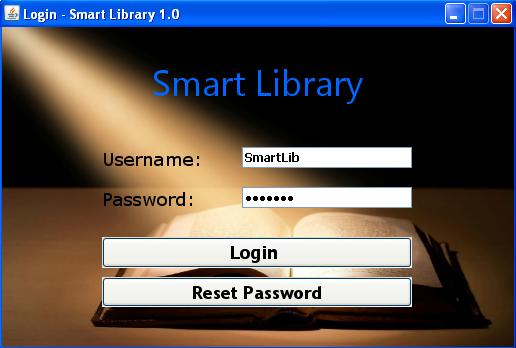 Login - Smart Library 1.0
Smart Library
Username: SmartLib
Password: •••••••
Login
Reset Password